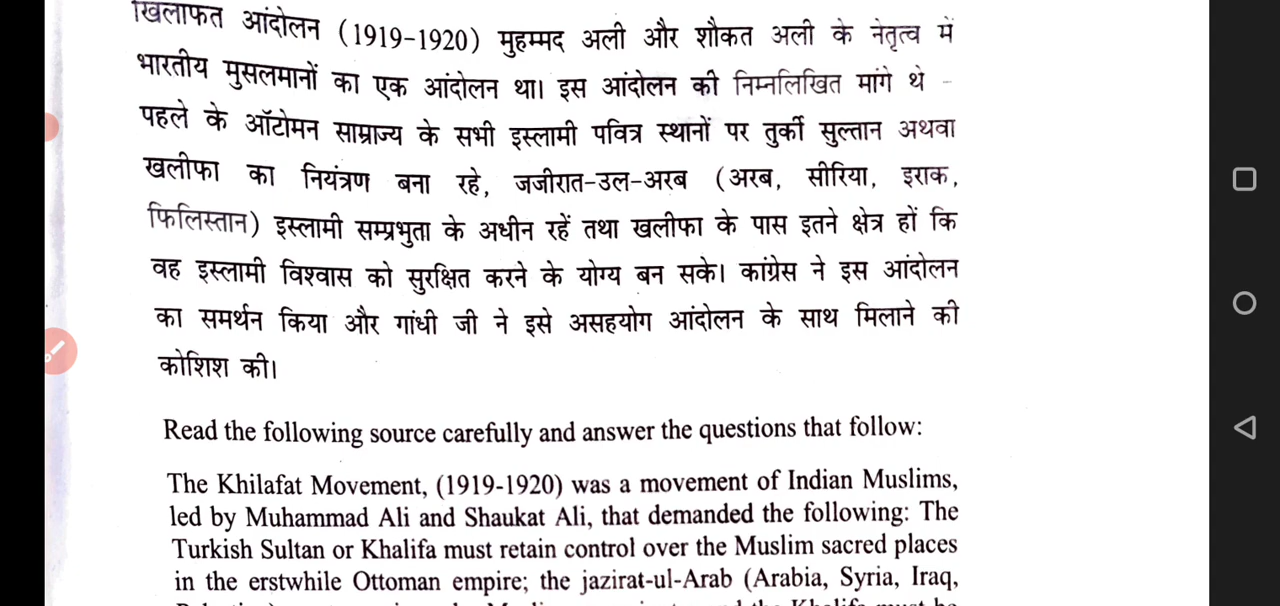 खिलाफत आंदोलन (1919-1920) मुहम्मद अली और शौकत अली के नेतृत्व में
भारतीय मुसलमानों का एक आंदोलन था। इस आंदोलन की निम्नलिखित मांगे थे -
पहले के ऑटोमन साम्राज्य के सभी इस्लामी पवित्र स्थानों पर तुर्की सुल्तान अथवा
खलीफा का नियंत्रण बना रहे, जजीरात-उल-अरब (अरब, सीरिया, इराक,
फिलिस्तान) इस्लामी सम्प्रभुता के अधीन रहें तथा खलीफा के पास इतने क्षेत्र हों कि
वह इस्लामी विश्वास को सुरक्षित करने के योग्य बन सके। कांग्रेस ने इस आंदोलन
का समर्थन किया और गांधी जी ने इसे असहयोग आंदोलन के साथ मिलाने की
कोशिश की।
Read the following source carefully and answer the questions that follow:
The Khilafat Movement, (1919-1920) was a movement of Indian Muslims,
led by Muhammad Ali and Shaukat Ali, that demanded the following: The
Turkish Sultan or Khalifa must retain control over the Muslim sacred places
in the erstwhile Ottoman empire; the jazirat-ul-Arab (Arabia, Syria, Iraq,
the Khalifa must be